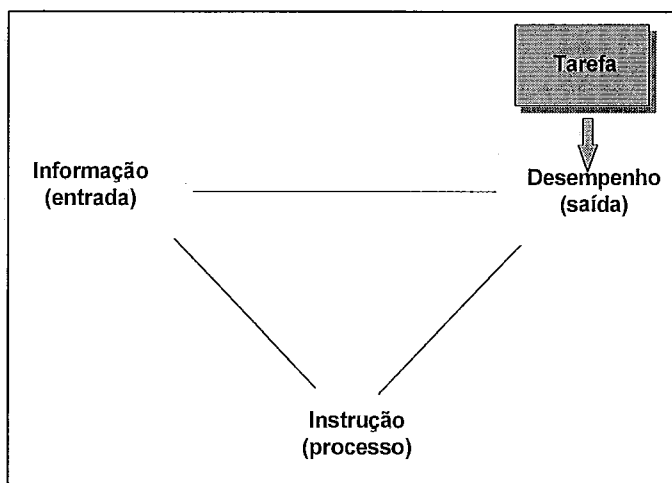 Tarefa
Informação
(entrada)
Desempenho
(saída)
Instrução
(processo)